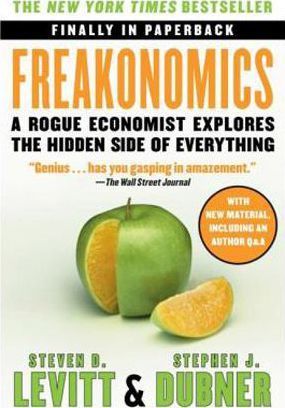 THE NEW YORK TIMES BESTSELLER
FINALLY IN PAPERBACK
FREAKONOMICS
A ROGUE ECONOMIST EXPLORES
THE HIDDEN SIDE OF EVERYTHING
“Genius . . . has you gasping in amazement.”
—The Wall Street Journal
WITH
NEW MATERIAL,
INCLUDING AN
AUTHOR Q&A
STEVEN D.
LEVITT &
STEPHEN J.
DUBNER